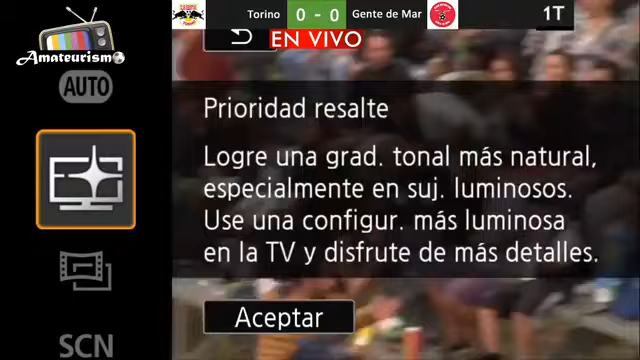 Torino 0 - 0 Gente de Mar 1T
EN VIVO
Amateurismo
AUTO
Prioridad resalte
Logre una grad. tonal más natural,
especialmente en suj. luminosos.
Use una configur. más luminosa
en la TV y disfrute de más detalles.
Aceptar
SCN